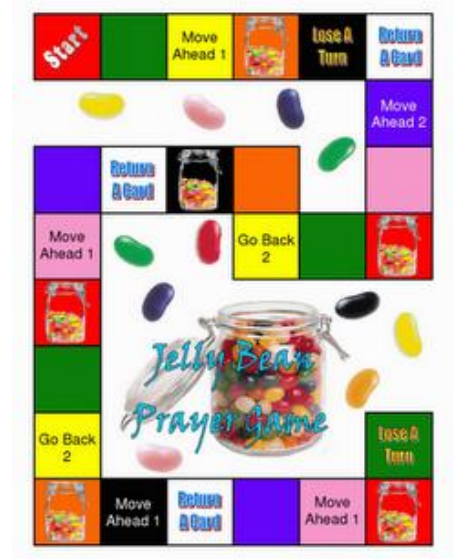 Start
Move
Ahead 1
Lose A
Turn
Return
A Card
Move
Ahead 2
Return
A Card
Move
Ahead 1
Go Back
2
Jelly Bean
Prayer Game
Go Back
2
Lose A
Turn
Move
Ahead 1
Return
A Card
Move
Ahead 1